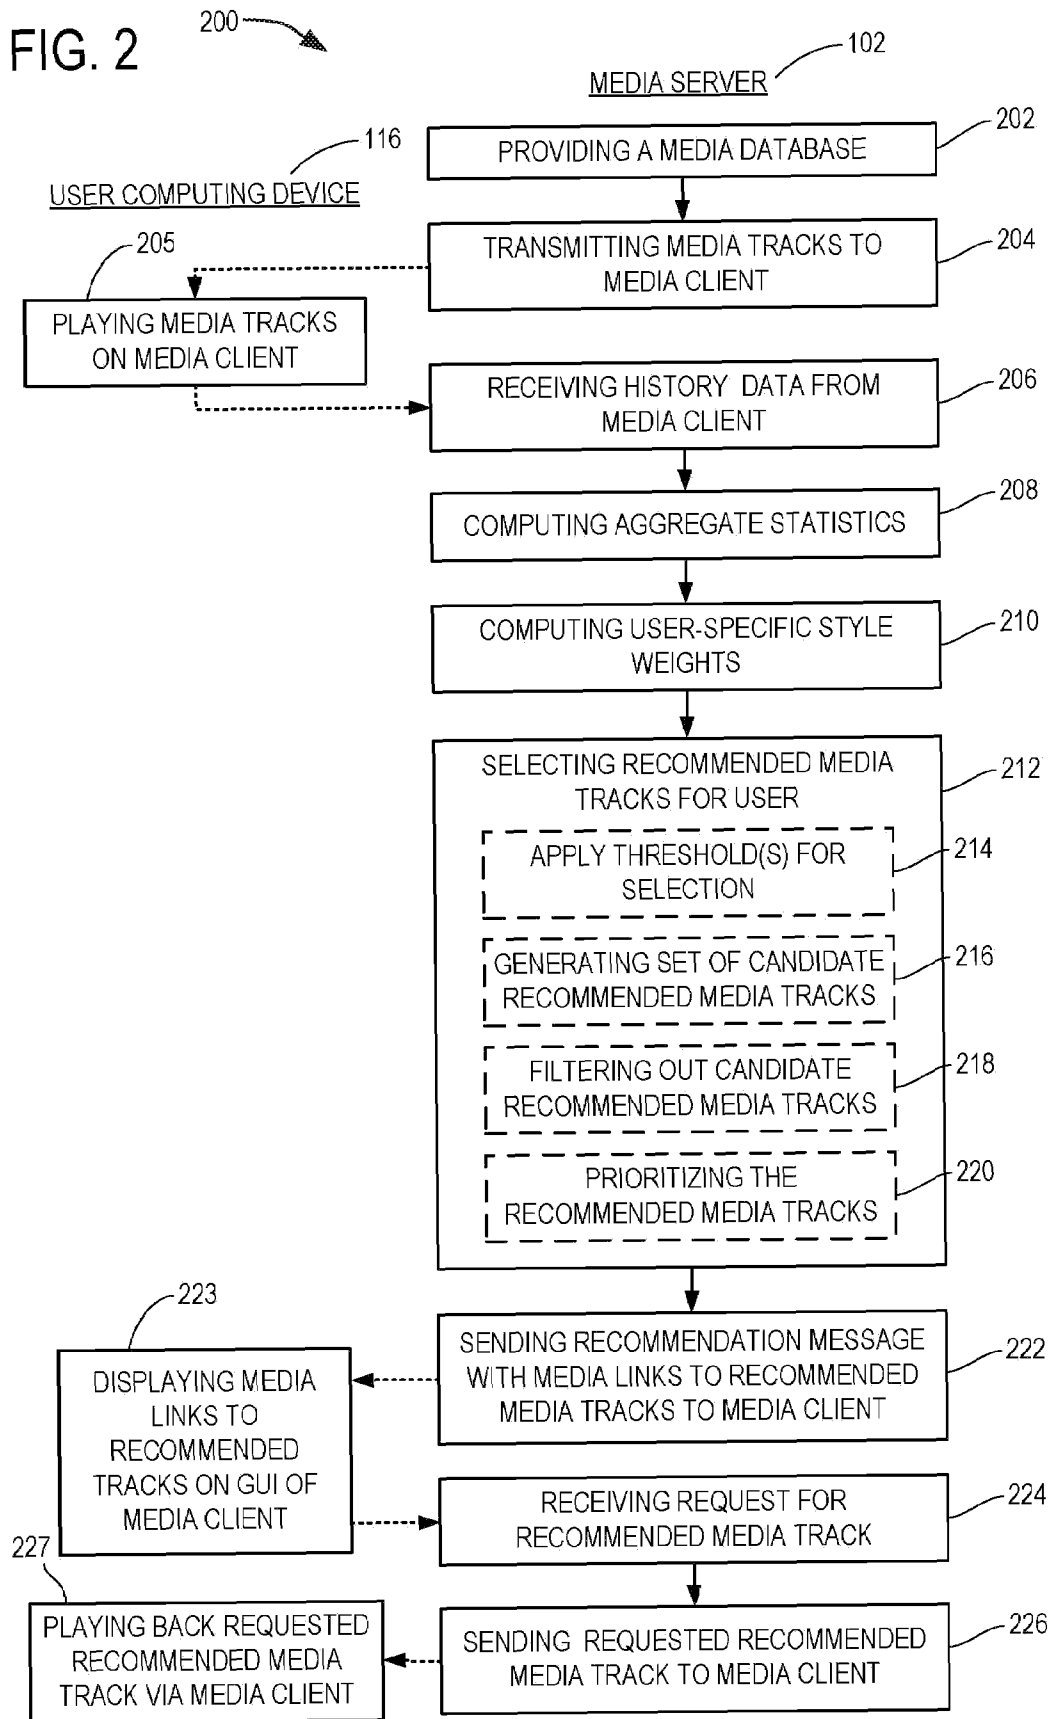 FIG. 2
200
102
MEDIA SERVER
202
PROVIDING A MEDIA DATABASE
116
USER COMPUTING DEVICE
204
TRANSMITTING MEDIA TRACKS TO
MEDIA CLIENT
205
PLAYING MEDIA TRACKS
ON MEDIA CLIENT
206
RECEIVING HISTORY DATA FROM
MEDIA CLIENT
208
COMPUTING AGGREGATE STATISTICS
210
COMPUTING USER-SPECIFIC STYLE
WEIGHTS
212
SELECTING RECOMMENDED MEDIA
TRACKS FOR USER
214
APPLY THRESHOLD(S) FOR
SELECTION
216
GENERATING SET OF CANDIDATE
RECOMMENDED MEDIA TRACKS
218
FILTERING OUT CANDIDATE
RECOMMENDED MEDIA TRACKS
220
PRIORITIZING THE
RECOMMENDED MEDIA TRACKS
222
SENDING RECOMMENDATION MESSAGE
WITH MEDIA LINKS TO RECOMMENDED
MEDIA TRACKS TO MEDIA CLIENT
223
DISPLAYING MEDIA
LINKS TO
RECOMMENDED
TRACKS ON GUI OF
MEDIA CLIENT
224
RECEIVING REQUEST FOR
RECOMMENDED MEDIA TRACK
226
SENDING REQUESTED RECOMMENDED
MEDIA TRACK TO MEDIA CLIENT
227
PLAYING BACK REQUESTED
RECOMMENDED MEDIA
TRACK VIA MEDIA CLIENT